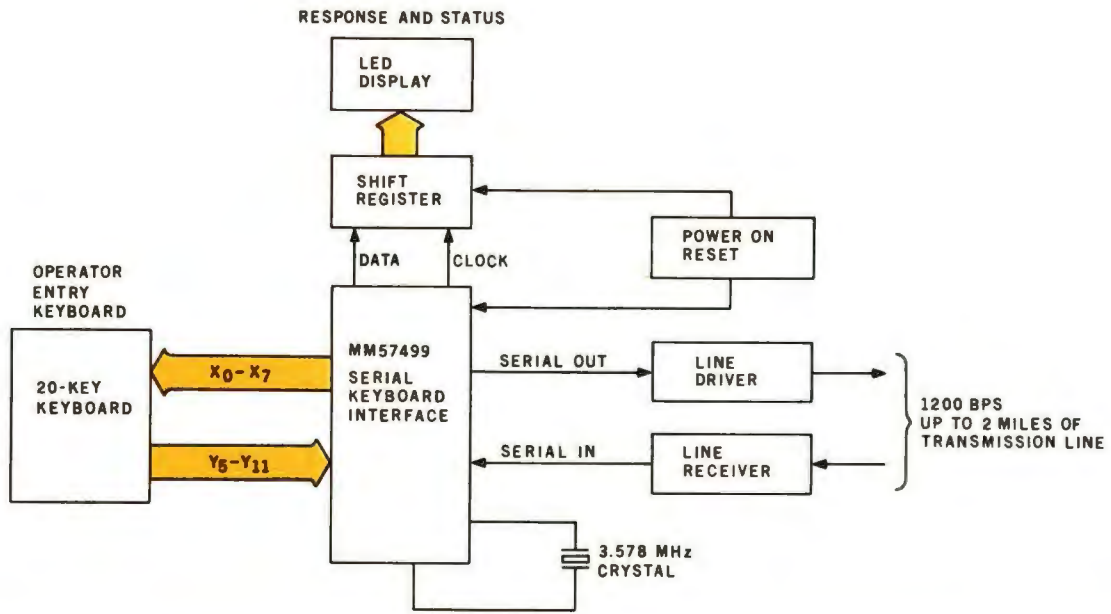 RESPONSE AND STATUS
LED
DISPLAY
SHIFT
REGISTER
POWER ON
RESET
DATA
CLOCK
OPERATOR
ENTRY
KEYBOARD
20-KEY
KEYBOARD
X0-X7
Y5-Y11
MM57499
SERIAL
KEYBOARD
INTERFACE
SERIAL OUT
LINE
DRIVER
SERIAL IN
LINE
RECEIVER
1200 BPS
UP TO 2 MILES OF
TRANSMISSION LINE
3.578 MHz
CRYSTAL